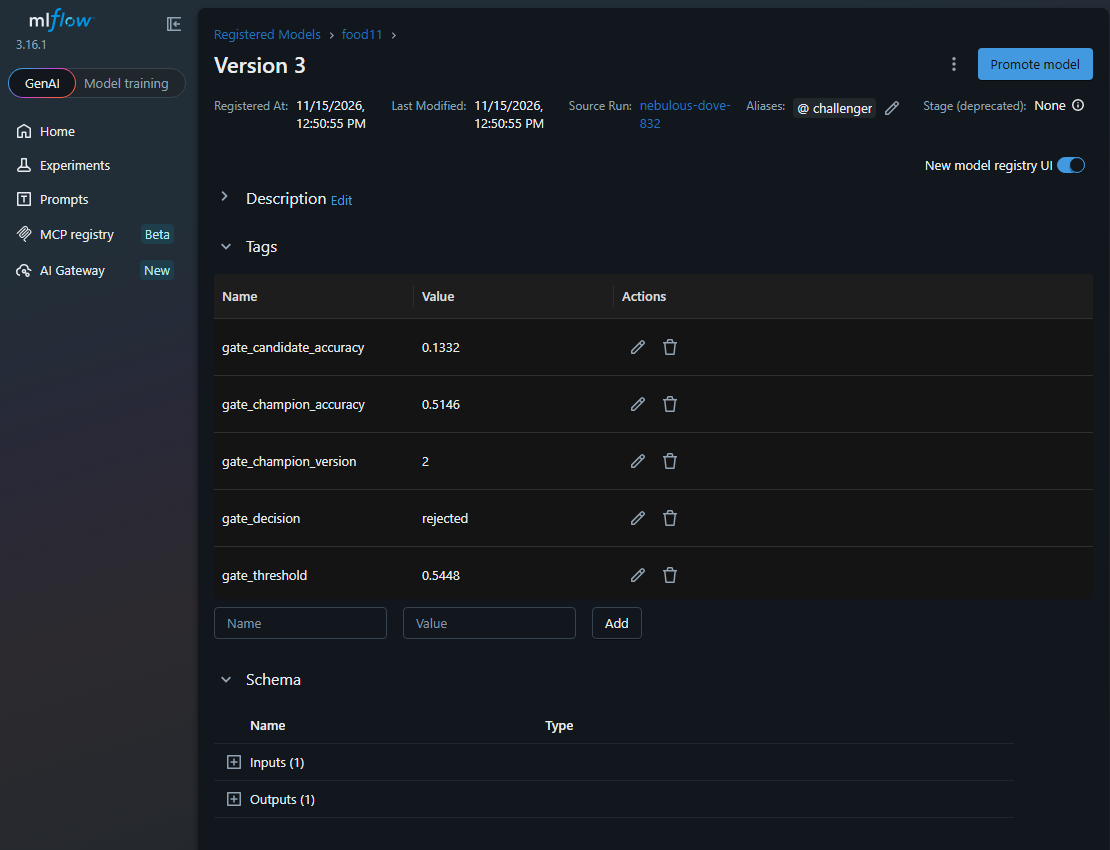 mlflow
3.16.1
GenAI
Model training
Home
Experiments
Prompts
MCP registry Beta
AI Gateway New
Registered Models > food11 >
Version 3
Promote model
Registered At: 11/15/2026, 12:50:55 PM
Last Modified: 11/15/2026, 12:50:55 PM
Source Run: nebulous-dove-832
Aliases: @ challenger
Stage (deprecated): None
New model registry UI
Description Edit
Tags
Name Value Actions
gate_candidate_accuracy 0.1332
gate_champion_accuracy 0.5146
gate_champion_version 2
gate_decision rejected
gate_threshold 0.5448
Name Value Add
Schema
Name Type
Inputs (1)
Outputs (1)